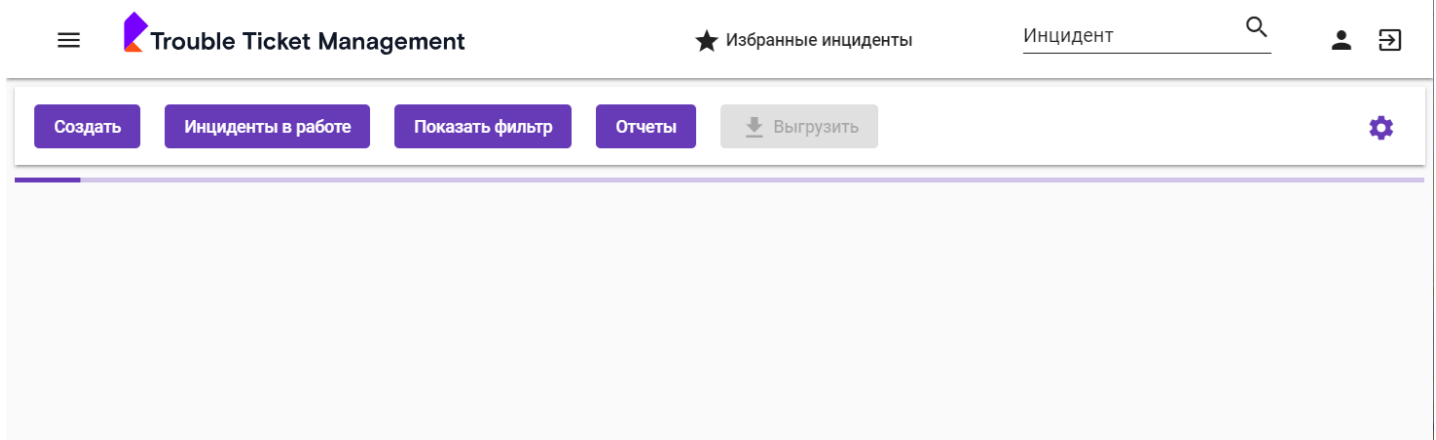 Trouble Ticket Management
Избранные инциденты
Инцидент
Создать
Инциденты в работе
Показать фильтр
Отчеты
Выгрузить